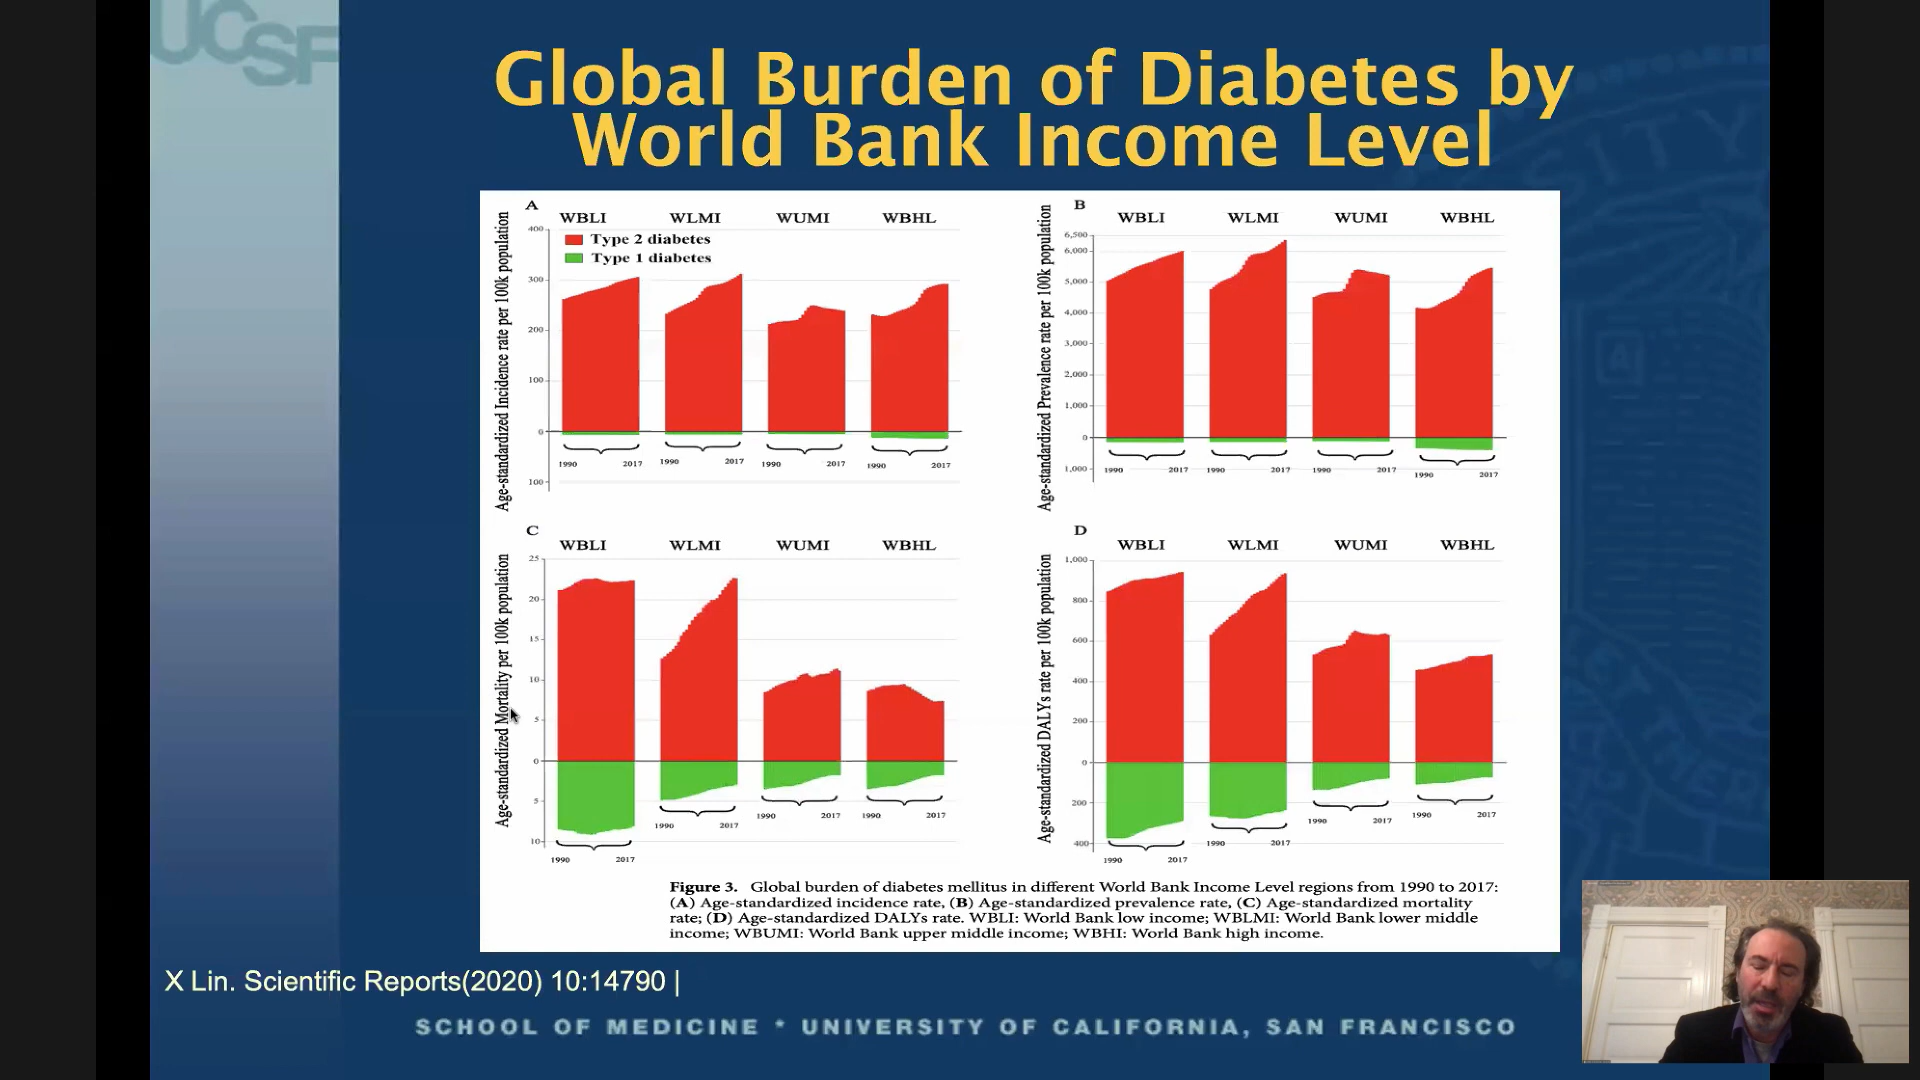 UCSF
Global Burden of Diabetes by
World Bank Income Level
A
WBLI WLMI WUMI WBHL
Age-standardized Incidence rate per 100k population
Type 2 diabetes
Type 1 diabetes
400
300
200
100
0
100
1990 2017 1990 2017 1990 2017 1990 2017
B
WBLI WLMI WUMI WBHL
Age-standardized Prevalence rate per 100k population
6,500
6,000
5,000
4,000
3,000
2,000
1,000
0
1,000
1990 2017 1990 2017 1990 2017 1990 2017
C
WBLI WLMI WUMI WBHL
Age-standardized Mortality per 100k population
25
20
15
10
5
0
5
10
1990 2017 1990 2017 1990 2017 1990 2017
D
WBLI WLMI WUMI WBHL
Age-standardized DALYs rate per 100k population
1,000
800
600
400
200
0
200
400
1990 2017 1990 2017 1990 2017 1990 2017
Figure 3. Global burden of diabetes mellitus in different World Bank Income Level regions from 1990 to 2017:
(A) Age-standardized incidence rate, (B) Age-standardized prevalence rate, (C) Age-standardized mortality
rate; (D) Age-standardized DALYs rate. WBLI: World Bank low income; WBLMI: World Bank lower middle
income; WBUMI: World Bank upper middle income; WBHI: World Bank high income.
X Lin. Scientific Reports(2020) 10:14790 |
SCHOOL OF MEDICINE * UNIVERSITY OF CALIFORNIA, SAN FRANCISCO